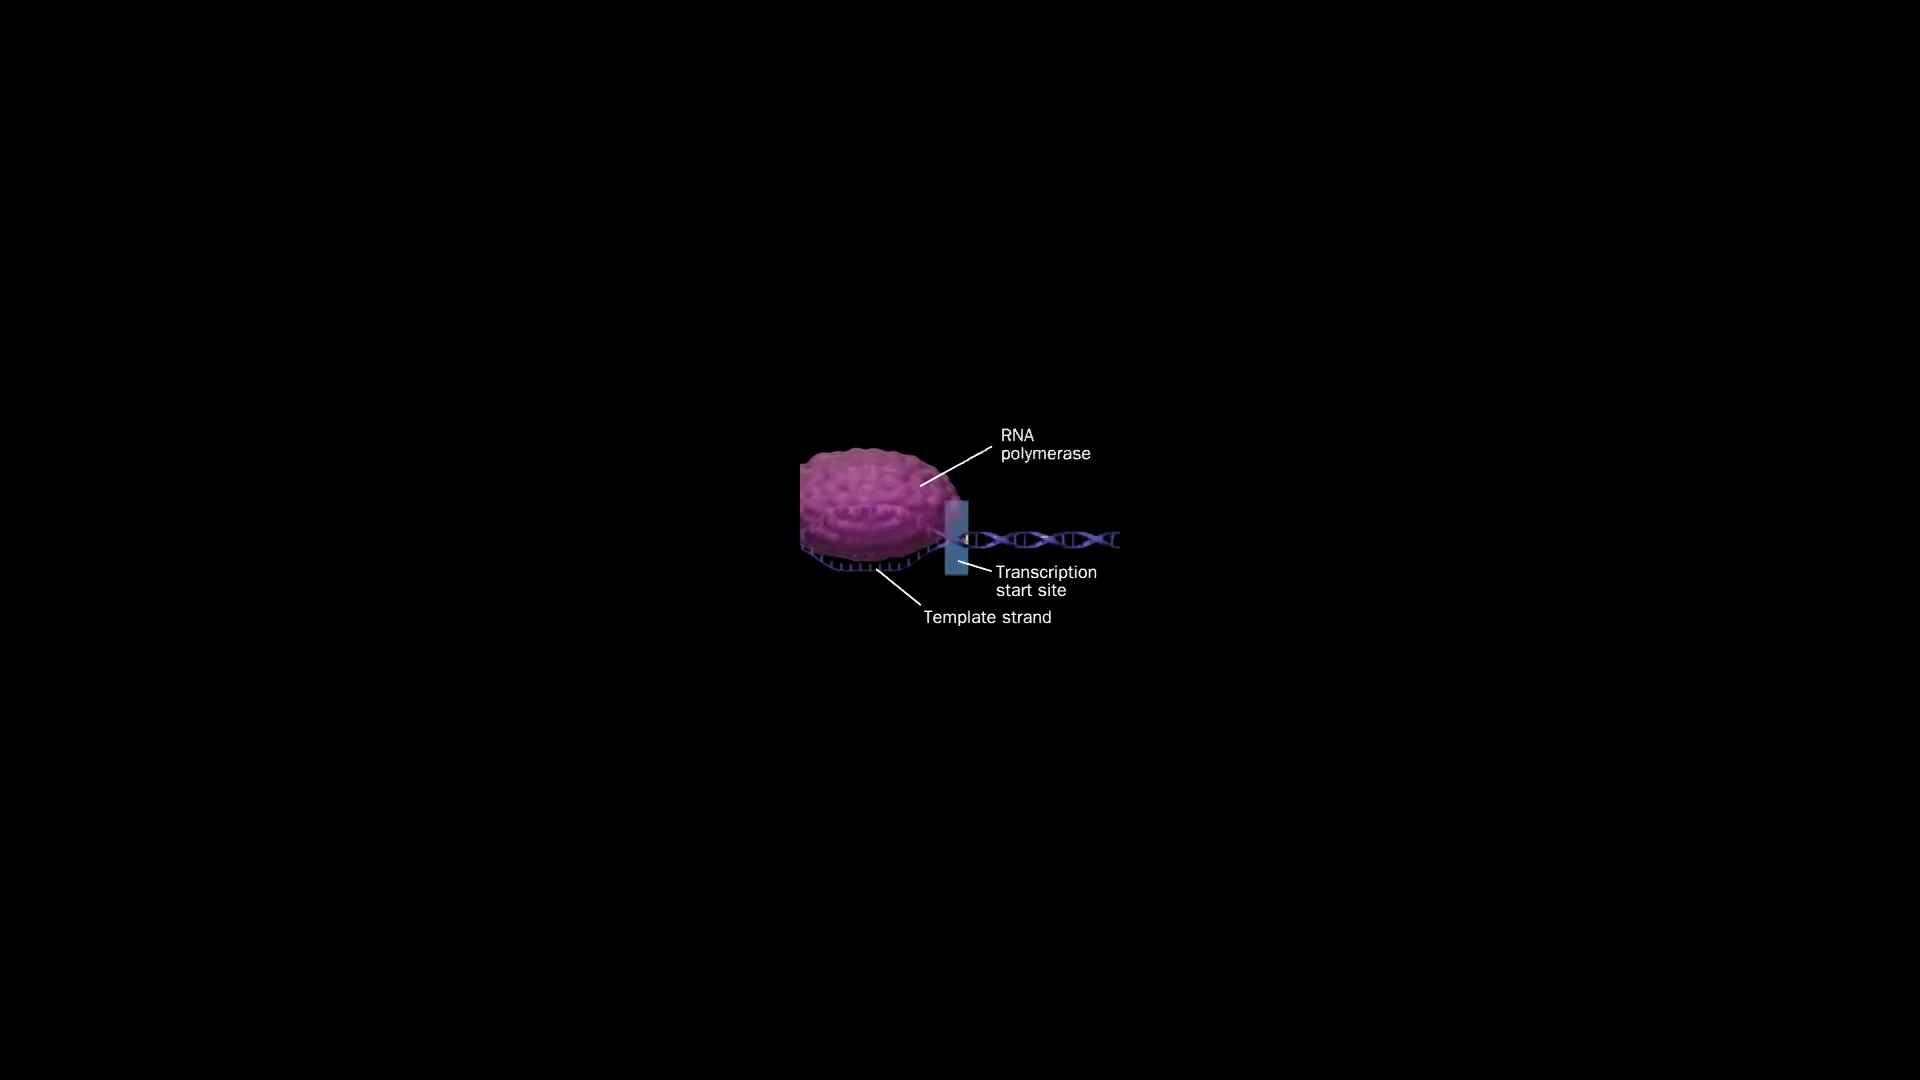 RNA
polymerase
Transcription
start site
Template strand